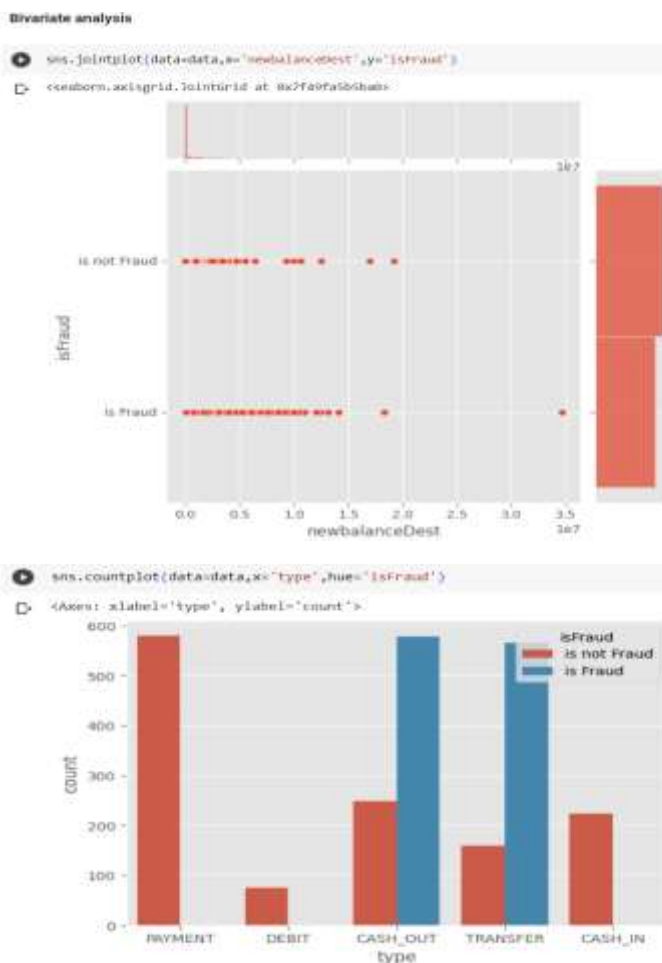 Bivariate analysis
sns.jointplot(data=data,x='newbalanceDest',y='isFraud')
<seaborn.axisgrid.JointGrid at
1e7
is not Fraud
isFraud
is Fraud
0.0 0.5 1.0 1.5 2.0 2.5 3.0 3.5
1e7
newbalanceDest
sns.countplot(data=data,x='type',hue='isFraud')
<Axes: xlabel='type', ylabel='count'>
600
500
400
300
200
100
0
count
isFraud
is not Fraud
is Fraud
PAYMENT DEBIT CASH_OUT TRANSFER CASH_IN
type